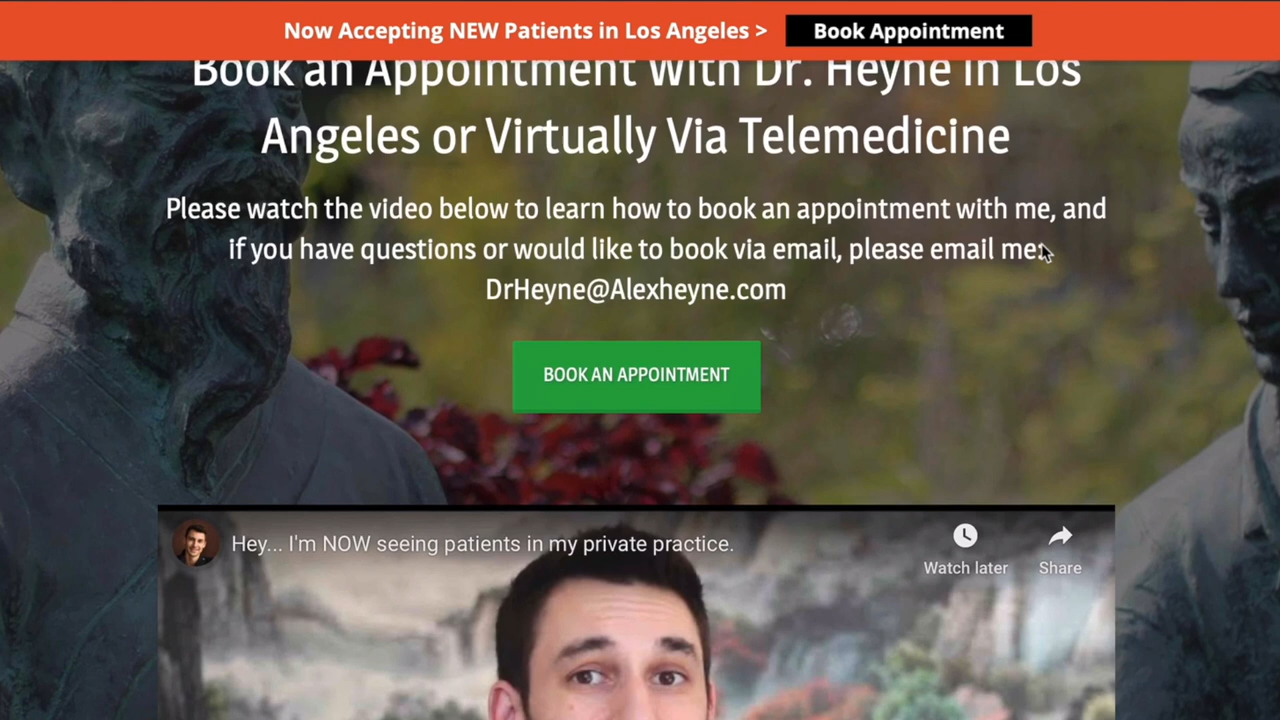 Now Accepting NEW Patients in Los Angeles > Book Appointment
Book an Appointment With Dr. Heyne in Los
Angeles or Virtually Via Telemedicine
Please watch the video below to learn how to book an appointment with me, and
if you have questions or would like to book via email, please email me:
DrHeyne@Alexheyne.com
BOOK AN APPOINTMENT
Hey... I'm NOW seeing patients in my private practice.
Watch later
Share